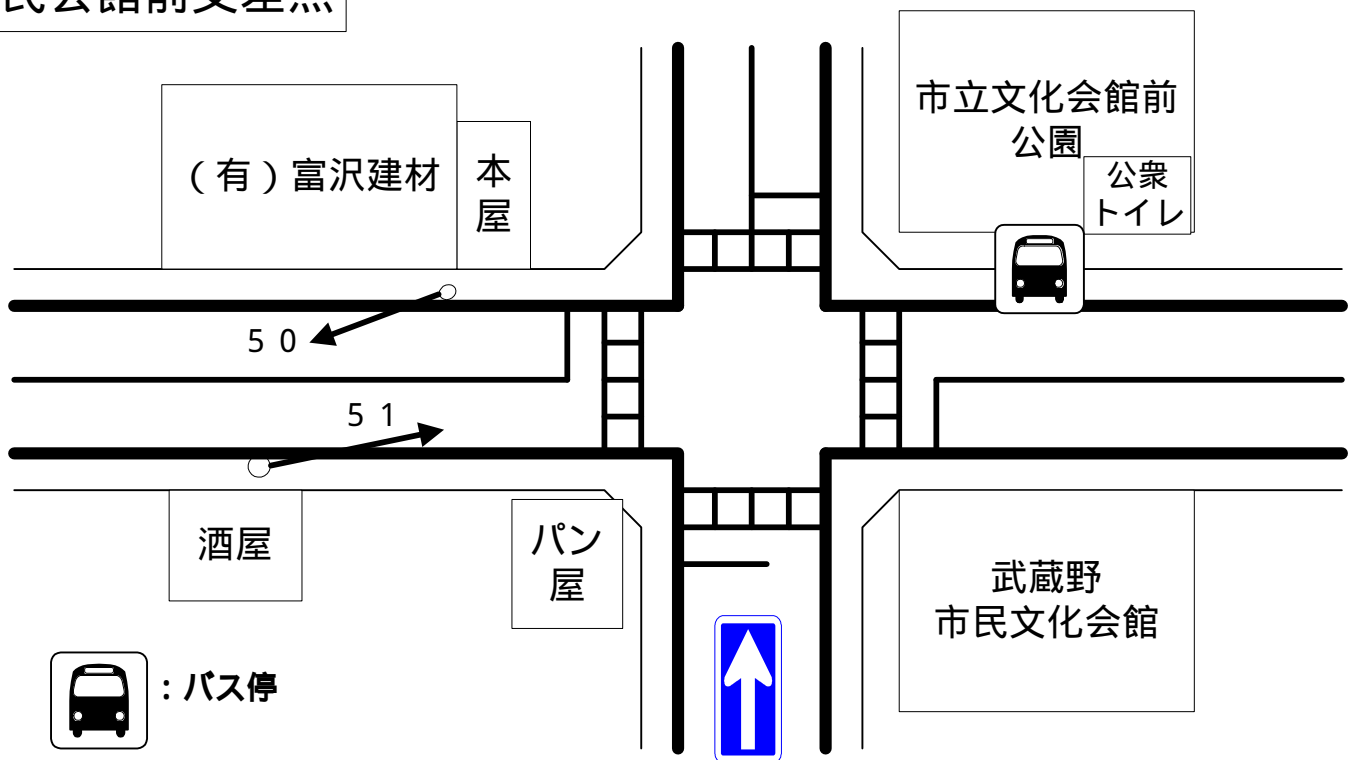 民会館前交差点
市立文化会館前
公園
公衆
トイレ
(有)富沢建材
本
屋
50
51
酒屋
パン
屋
武蔵野
市民文化会館
:バス停